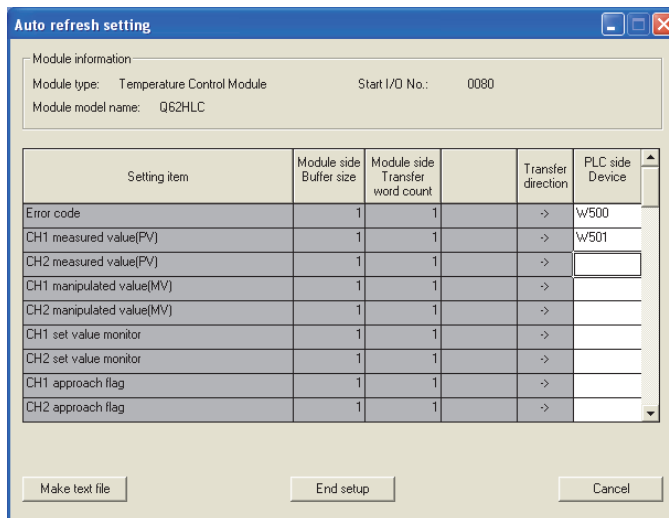 Auto refresh setting
Module information
Module type: Temperature Control Module Start I/O No.: 0080
Module model name: Q62HLC
Setting item Module side Buffer size Module side Transfer word count Transfer direction PLC side Device
Error code 1 1 -> W500
CH1 measured value(PV) 1 1 -> W501
CH2 measured value(PV) 1 1 ->
CH1 manipulated value(MV) 1 1 ->
CH2 manipulated value(MV) 1 1 ->
CH1 set value monitor 1 1 ->
CH2 set value monitor 1 1 ->
CH1 approach flag 1 1 ->
CH2 approach flag 1 1 ->
Make text file End setup Cancel